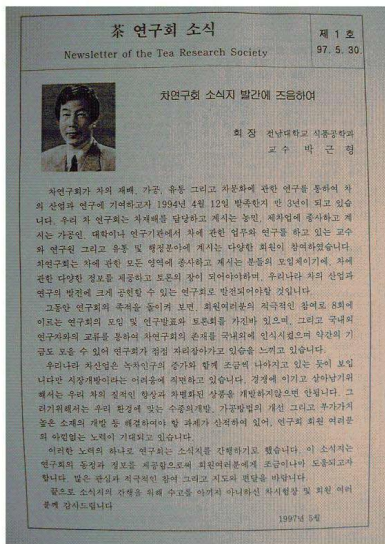 茶 연구회 소식
Newsletter of the Tea Research Society
제 1 호
97. 5. 30.
차연구회 소식지 발간에 즈음하여
회 장 전남대학교 식품공학과
교 수 박 근 형
차연구회가 차의 재배, 가공, 유통 그리고 차문화에 관한 연구를 통하여 차
의 산업과 연구에 기여하고자 1994년 4월 12일 발족한지 만 3년이 되고 있습
니다. 우리 차 연구회는 차재배를 담당하고 계시는 농민, 제차업에 종사하고 계
시는 가공인, 대학이나 연구기관에서 차에 관한 업무와 연구를 하고 있는 교수
와 연구원 그리고 유통 및 행정분야에 계시는 다양한 회원이 참여하였습니다.
차연구회는 차에 관한 모든 영역에 종사하고 계시는 분들의 모임체이기에, 차에
관한 다양한 정보를 제공하고 토론의 장이 되어야하며, 우리나라 차의 산업과
연구의 발전에 크게 공헌할 수 있는 연구회로 발전되어야할 것입니다.
그동안 연구회의 족적을 돌이켜 보면, 회원여러분의 적극적인 참여로 8회에
이르는 연구회의 모임 및 연구발표와 토론회를 가진바 있으며, 그리고 국내외
연구자와의 교류를 통하여 차연구회의 존재를 국내외에 인식시켰으며 약간의 기
금도 모을 수 있어 연구회가 점점 자리잡아가고 있음을 느끼고 있습니다.
우리나라 차산업은 녹차인구의 증가와 함께 조금씩 나아지고 있는 듯이 보입
니다만 시장개방이라는 어려움에 직면하고 있습니다. 경쟁에 이기고 살아남기위
해서는 우리 차의 질적인 향상과 차별화된 상품을 개발하지않으면 안됩니다. 그
러기위해서는 우리 환경에 맞는 수종의개발, 가공방법의 개선 그리고 부가가치
높은 소재의 개발 등 해결하여야 할 과제가 산적하여 있어, 연구회 회원 여러분
의 아낌없는 노력이 기대되고 있습니다.
이러한 노력의 하나로 연구회는 소식지를 간행하기로 했습니다. 이 소식지는
연구회의 동정과 정보를 제공함으로써 회원여러분에게 조금이나마 도움되고자
합니다. 많은 관심과 적극적인 참여 그리고 지도와 편달을 바랍니다.
끝으로 소식지의 간행을 위해 수고를 아끼지 아니하신 차시험장 및 회원 여러
분께 감사드립니다
1997년 5월